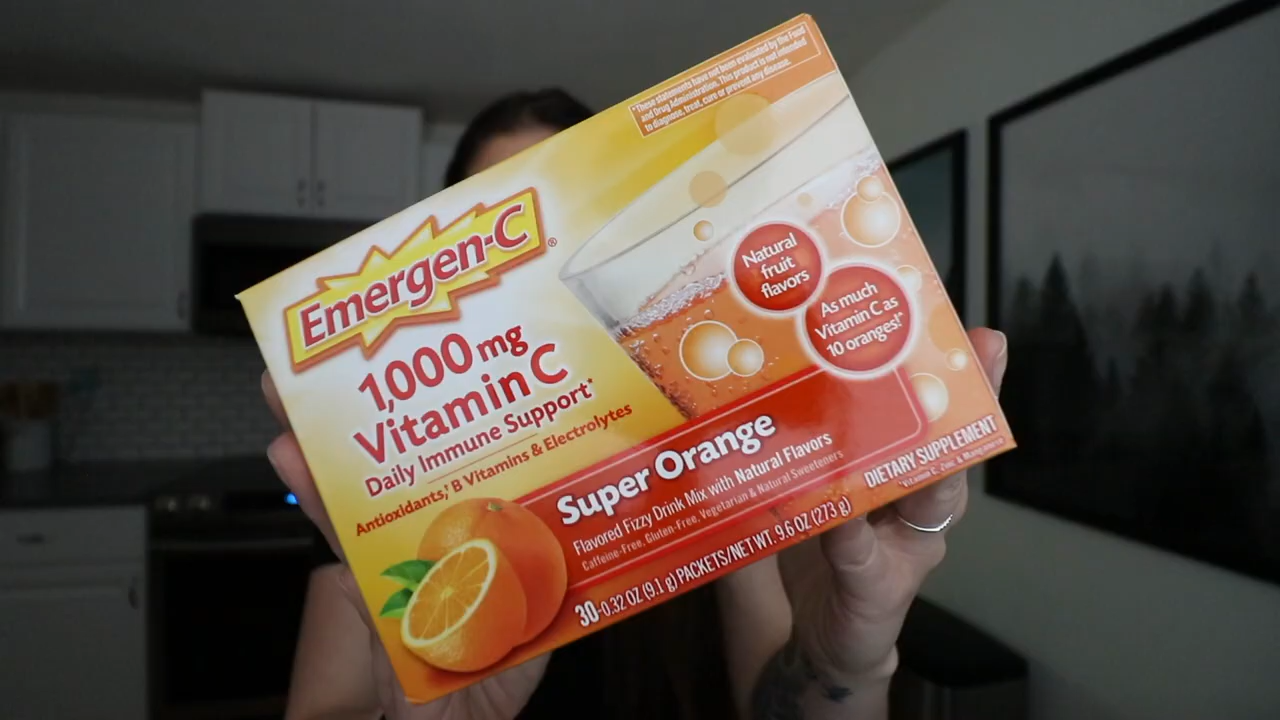 *These statements have not been evaluated by the Food
and Drug Administration. This product is not intended
to diagnose, treat, cure or prevent any disease.
Emergen-C®
1,000 mg
Vitamin C
Daily Immune Support*
Antioxidants,† B Vitamins & Electrolytes
Natural
fruit
flavors
As much
Vitamin C as
10 oranges!^
Super Orange
Flavored Fizzy Drink Mix with Natural Flavors
Caffeine-Free, Gluten-Free, Vegetarian & Natural Sweeteners
30-0.32 OZ (9.1 g) PACKETS/NET WT. 9.6 OZ (273 g)
DIETARY SUPPLEMENT
Vitamin C, Zinc & Manganese